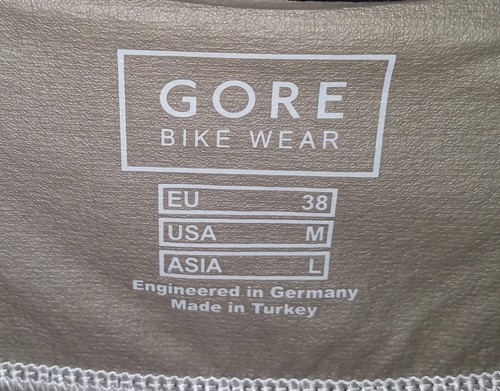 GORE
BIKE WEAR
EU 38
USA M
ASIA L
Engineered in Germany
Made in Turkey